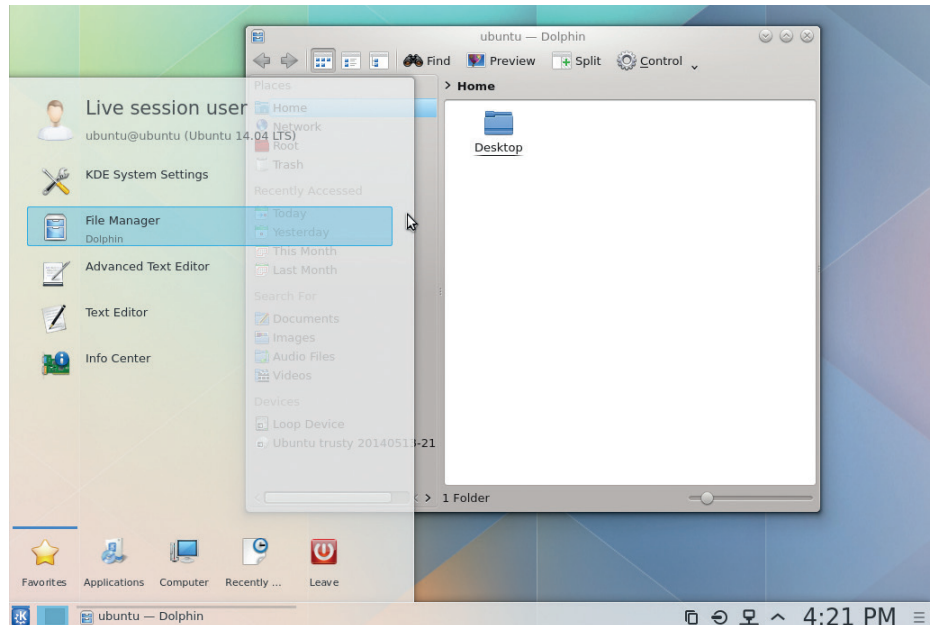 ubuntu — Dolphin
Find Preview Split Control
Places
Home
Network
Root
Trash
Recently Accessed
Today
Yesterday
This Month
Last Month
Search For
Documents
Images
Audio Files
Videos
Devices
Loop Device
Ubuntu trusty 20140513-21
> Home
Desktop
1 Folder
Live session user
ubuntu@ubuntu (Ubuntu 14.04 LTS)
KDE System Settings
File Manager
Dolphin
Advanced Text Editor
Text Editor
Info Center
Favorites Applications Computer Recently ... Leave
ubuntu — Dolphin
4:21 PM